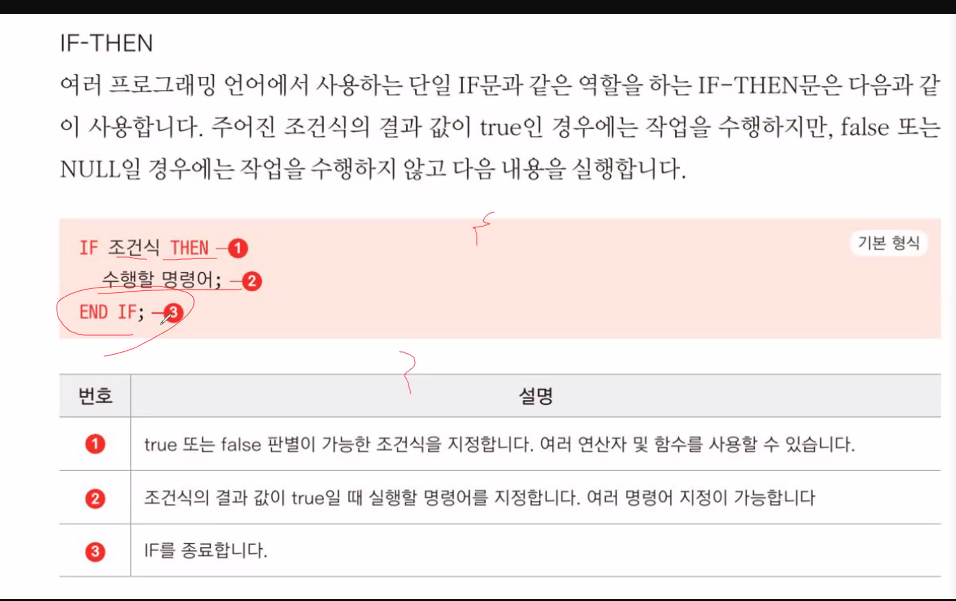 IF-THEN
여러 프로그래밍 언어에서 사용하는 단일 IF문과 같은 역할을 하는 IF-THEN문은 다음과 같
이 사용합니다. 주어진 조건식의 결과 값이 true인 경우에는 작업을 수행하지만, false 또는
NULL일 경우에는 작업을 수행하지 않고 다음 내용을 실행합니다.
기본 형식
IF 조건식 THEN ─❶
수행할 명령어; ─❷
END IF; ─❸
번호 설명
❶ true 또는 false 판별이 가능한 조건식을 지정합니다. 여러 연산자 및 함수를 사용할 수 있습니다.
❷ 조건식의 결과 값이 true일 때 실행할 명령어를 지정합니다. 여러 명령어 지정이 가능합니다
❸ IF를 종료합니다.